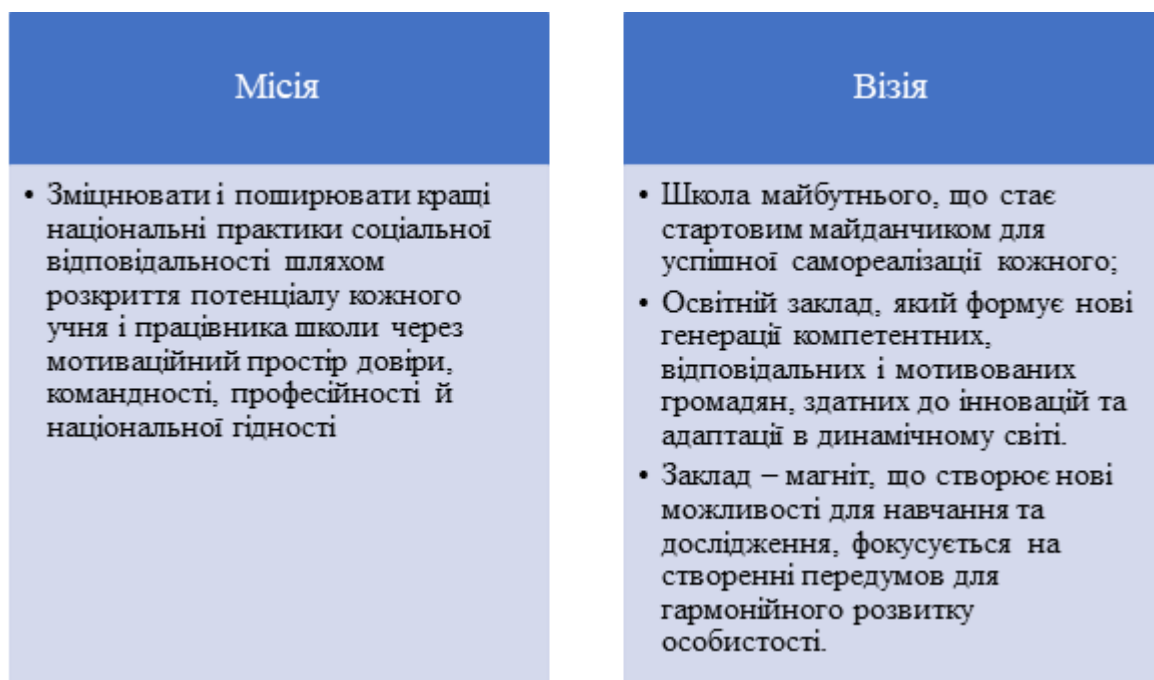 Місія
• Зміцнювати і поширювати кращі
національні практики соціальної
відповідальності шляхом
розкриття потенціалу кожного
учня і працівника школи через
мотиваційний простір довіри,
командності, професійності й
національної гідності
Візія
• Школа майбутнього, що стає
стартовим майданчиком для
успішної самореалізації кожного;
• Освітній заклад, який формує нові
генерації компетентних,
відповідальних і мотивованих
громадян, здатних до інновацій та
адаптації в динамічному світі.
• Заклад – магніт, що створює нові
можливості для навчання та
дослідження, фокусується на
створенні передумов для
гармонійного розвитку
особистості.